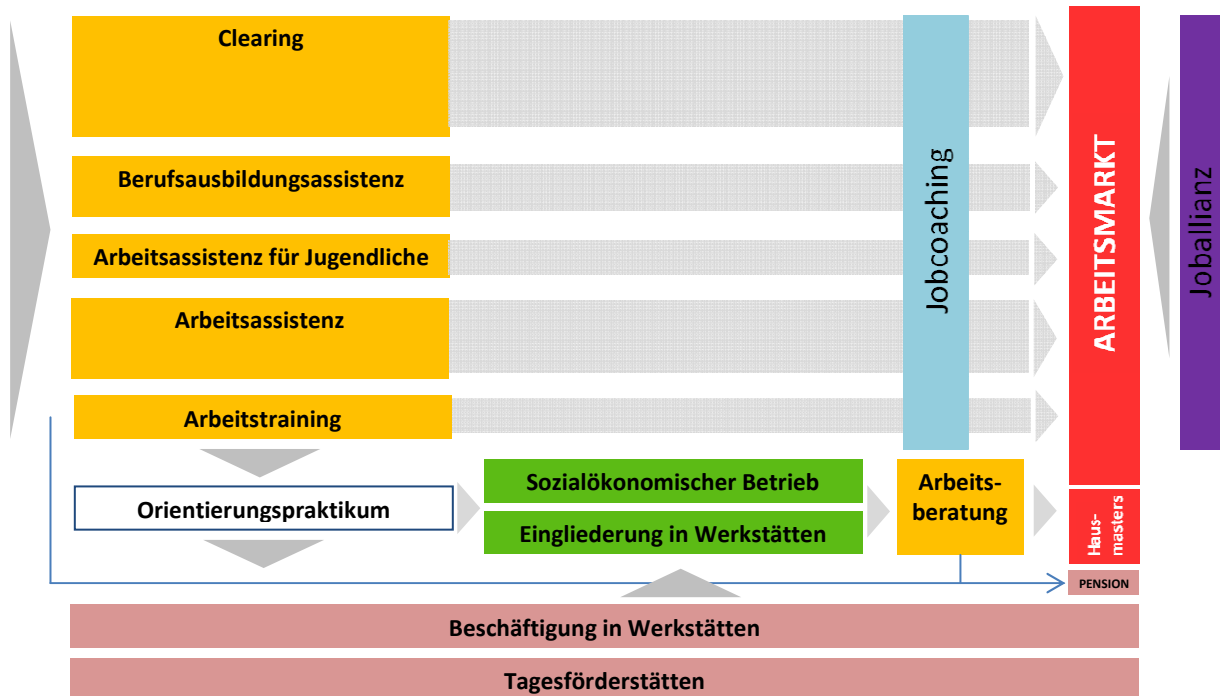 Clearing
Berufsausbildungsassistenz
Arbeitsassistenz für Jugendliche
Arbeitsassistenz
Arbeitstraining
Jobcoaching
ARBEITSMARKT
Joballianz
Orientierungspraktikum
Sozialökonomischer Betrieb
Eingliederung in Werkstätten
Arbeits-
beratung
Haus-
masters
PENSION
Beschäftigung in Werkstätten
Tagesförderstätten